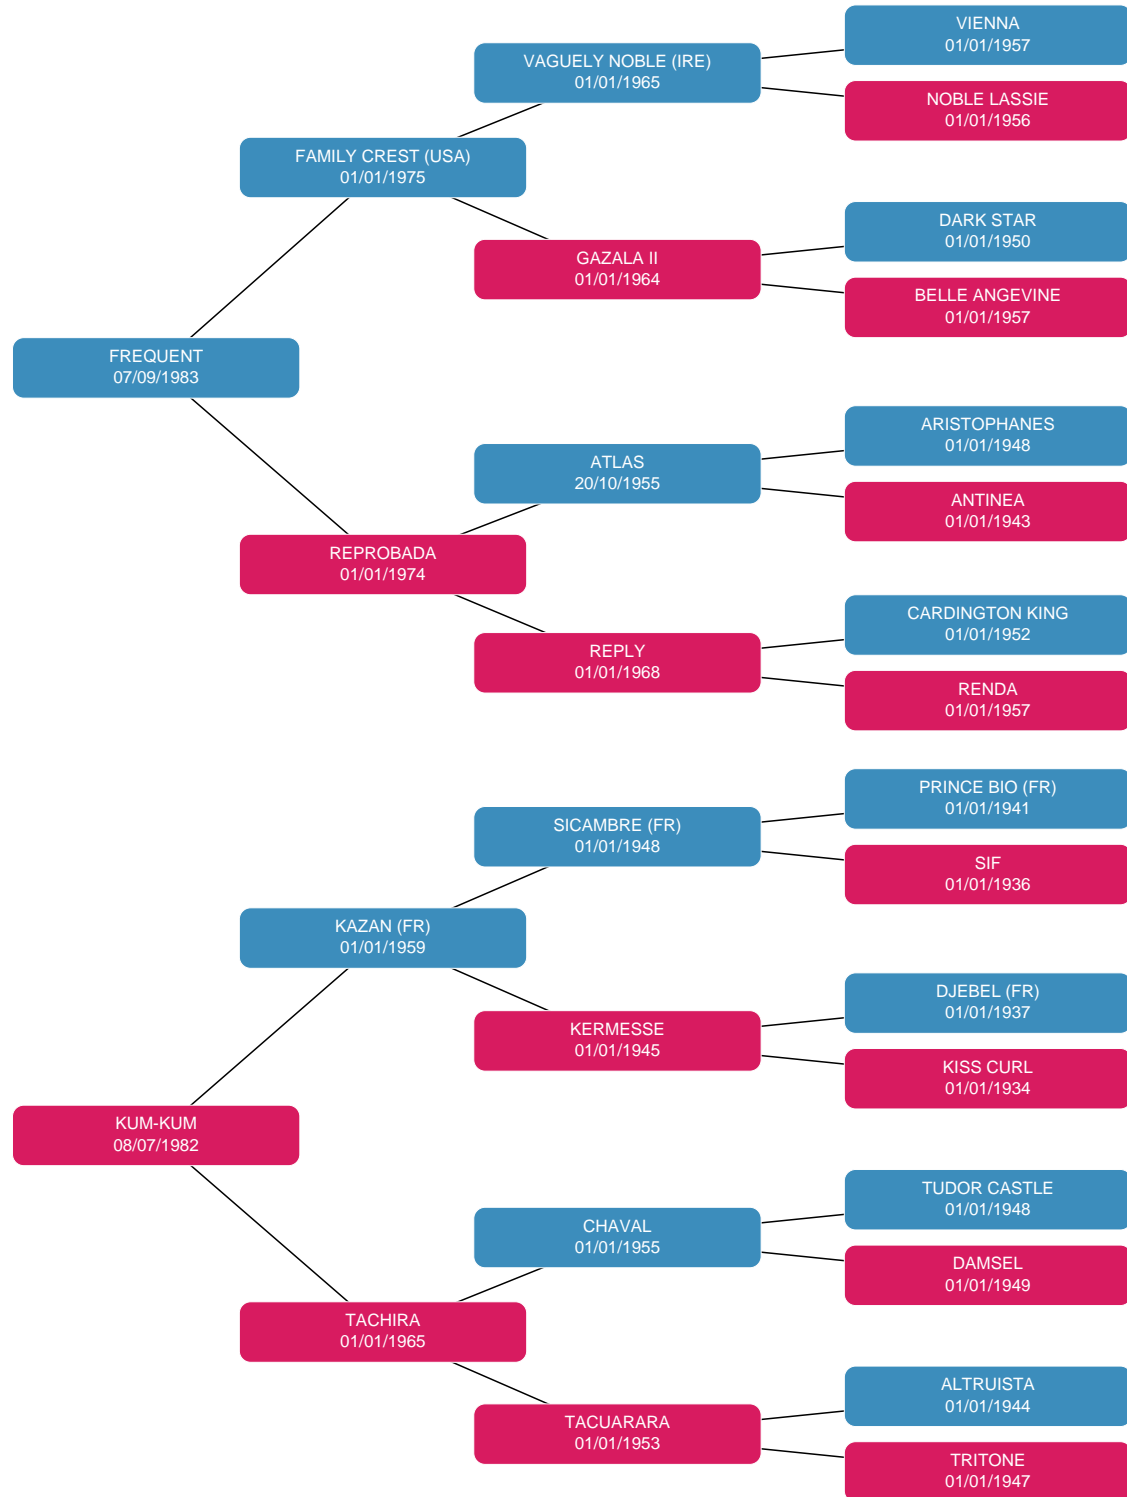 VIENNA
01/01/1957
VAGUELY NOBLE (IRE)
01/01/1965
NOBLE LASSIE
01/01/1956
FAMILY CREST (USA)
01/01/1975
DARK STAR
01/01/1950
GAZALA II
01/01/1964
BELLE ANGEVINE
01/01/1957
FREQUENT
07/09/1983
ARISTOPHANES
01/01/1948
ATLAS
20/10/1955
ANTINEA
01/01/1943
REPROBADA
01/01/1974
CARDINGTON KING
01/01/1952
REPLY
01/01/1968
RENDA
01/01/1957
PRINCE BIO (FR)
01/01/1941
SICAMBRE (FR)
01/01/1948
SIF
01/01/1936
KAZAN (FR)
01/01/1959
DJEBEL (FR)
01/01/1937
KERMESSE
01/01/1945
KISS CURL
01/01/1934
KUM-KUM
08/07/1982
TUDOR CASTLE
01/01/1948
CHAVAL
01/01/1955
DAMSEL
01/01/1949
TACHIRA
01/01/1965
ALTRUISTA
01/01/1944
TACUARARA
01/01/1953
TRITONE
01/01/1947